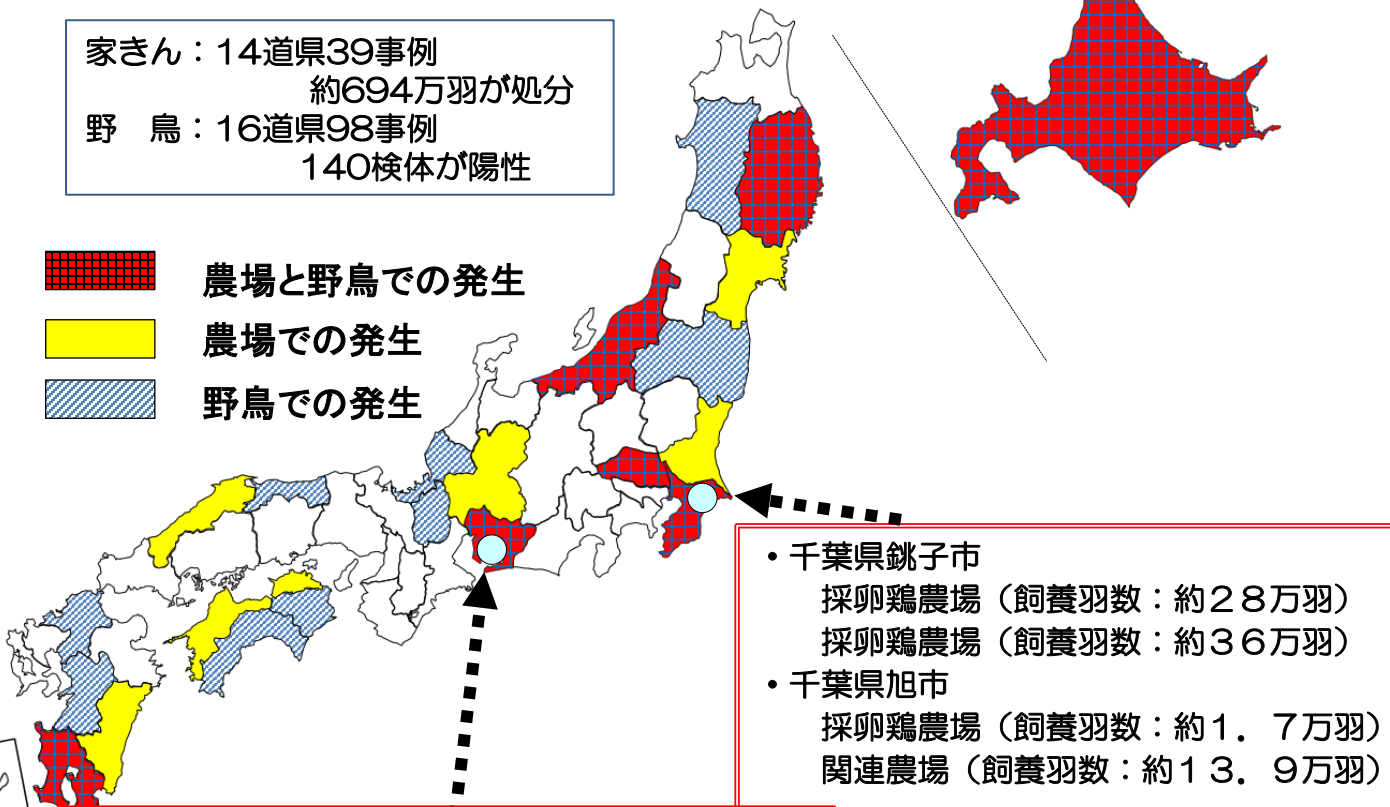 家きん：14道県39事例
約694万羽が処分
野　鳥：16道県98事例
140検体が陽性
農場と野鳥での発生
農場での発生
野鳥での発生
・千葉県銚子市
採卵鶏農場（飼養羽数：約２８万羽）
採卵鶏農場（飼養羽数：約３６万羽）
・千葉県旭市
採卵鶏農場（飼養羽数：約１．７万羽）
関連農場（飼養羽数：約１３．９万羽）